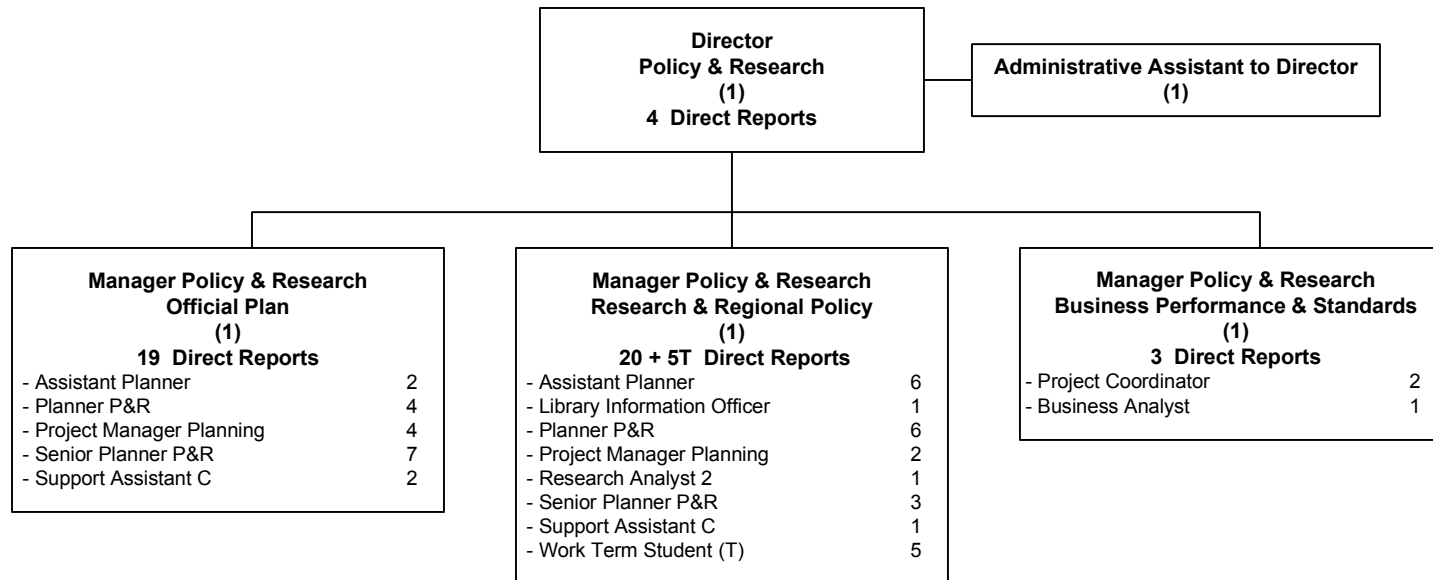 Director
Policy & Research
(1)
4 Direct Reports
Administrative Assistant to Director
(1)
Manager Policy & Research
Official Plan
(1)
19 Direct Reports
- Assistant Planner 2
- Planner P&R 4
- Project Manager Planning 4
- Senior Planner P&R 7
- Support Assistant C 2
Manager Policy & Research
Research & Regional Policy
(1)
20 + 5T Direct Reports
- Assistant Planner 6
- Library Information Officer 1
- Planner P&R 6
- Project Manager Planning 2
- Research Analyst 2 1
- Senior Planner P&R 3
- Support Assistant C 1
- Work Term Student (T) 5
Manager Policy & Research
Business Performance & Standards
(1)
3 Direct Reports
- Project Coordinator 2
- Business Analyst 1